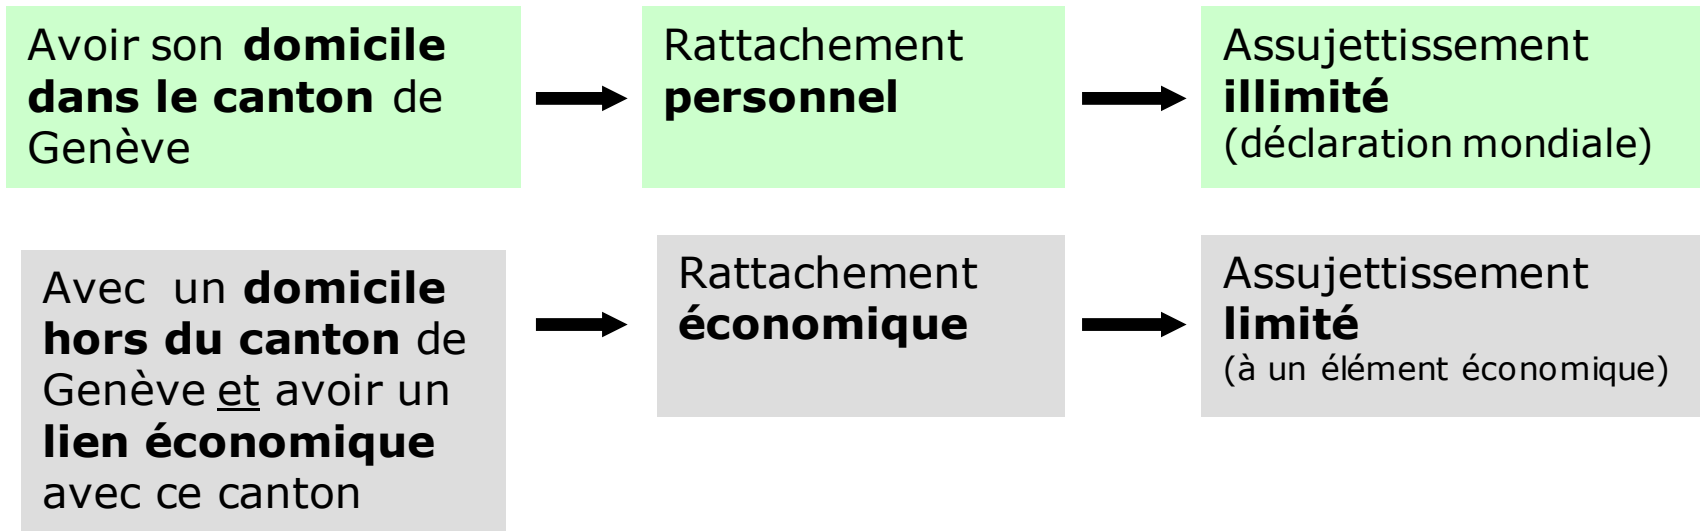 Avoir son domicile
dans le canton de
Genève
Rattachement
personnel
Assujettissement
illimité
(déclaration mondiale)
Avec un domicile
hors du canton de
Genève et avoir un
lien économique
avec ce canton
Rattachement
économique
Assujettissement
limité
(à un élément économique)